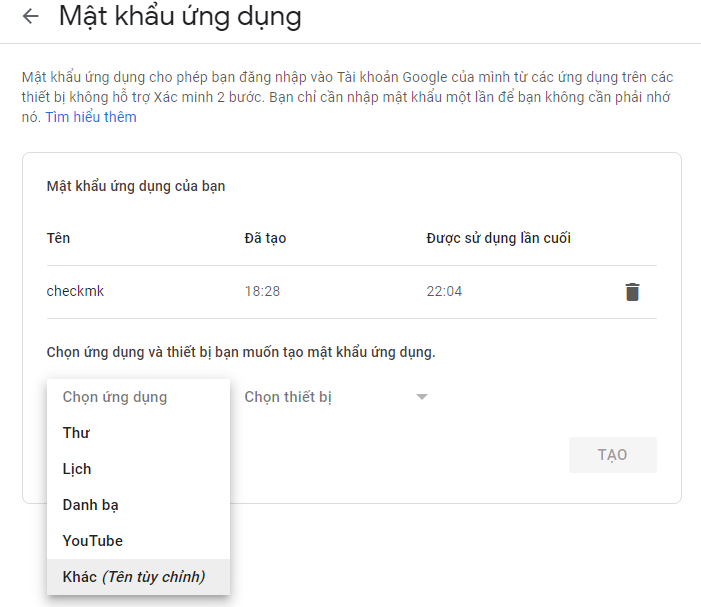 Mật khẩu ứng dụng
Mật khẩu ứng dụng cho phép bạn đăng nhập vào Tài khoản Google của mình từ các ứng dụng trên các
thiết bị không hỗ trợ Xác minh 2 bước. Bạn chỉ cần nhập mật khẩu một lần để bạn không cần phải nhớ
nó. Tìm hiểu thêm
Mật khẩu ứng dụng của bạn
Tên Đã tạo Được sử dụng lần cuối
checkmk 18:28 22:04
Chọn ứng dụng và thiết bị bạn muốn tạo mật khẩu ứng dụng.
Chọn ứng dụng Chọn thiết bị
Thư
TẠO
Lịch
Danh bạ
YouTube
Khác (Tên tùy chỉnh)